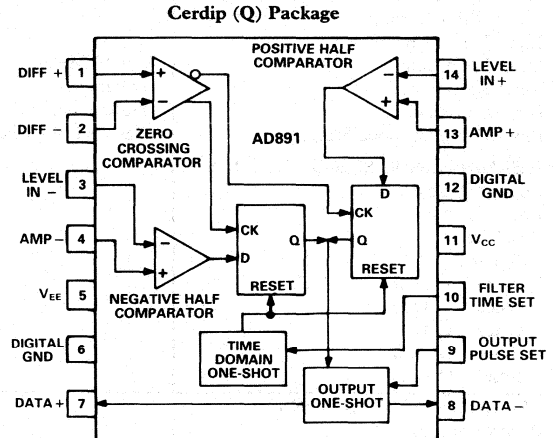 Cerdip (Q) Package
DIFF + 1
DIFF - 2
LEVEL
IN - 3
AMP - 4
VEE 5
DIGITAL
GND 6
DATA + 7
+
-
ZERO
CROSSING
COMPARATOR
-
+
NEGATIVE HALF
COMPARATOR
POSITIVE HALF
COMPARATOR
-
+
AD891
CK
D
Q
RESET
D
CK
Q
RESET
TIME
DOMAIN
ONE-SHOT
OUTPUT
ONE-SHOT
14 LEVEL
IN +
13 AMP +
12 DIGITAL
GND
11 VCC
10 FILTER
TIME SET
9 OUTPUT
PULSE SET
8 DATA -